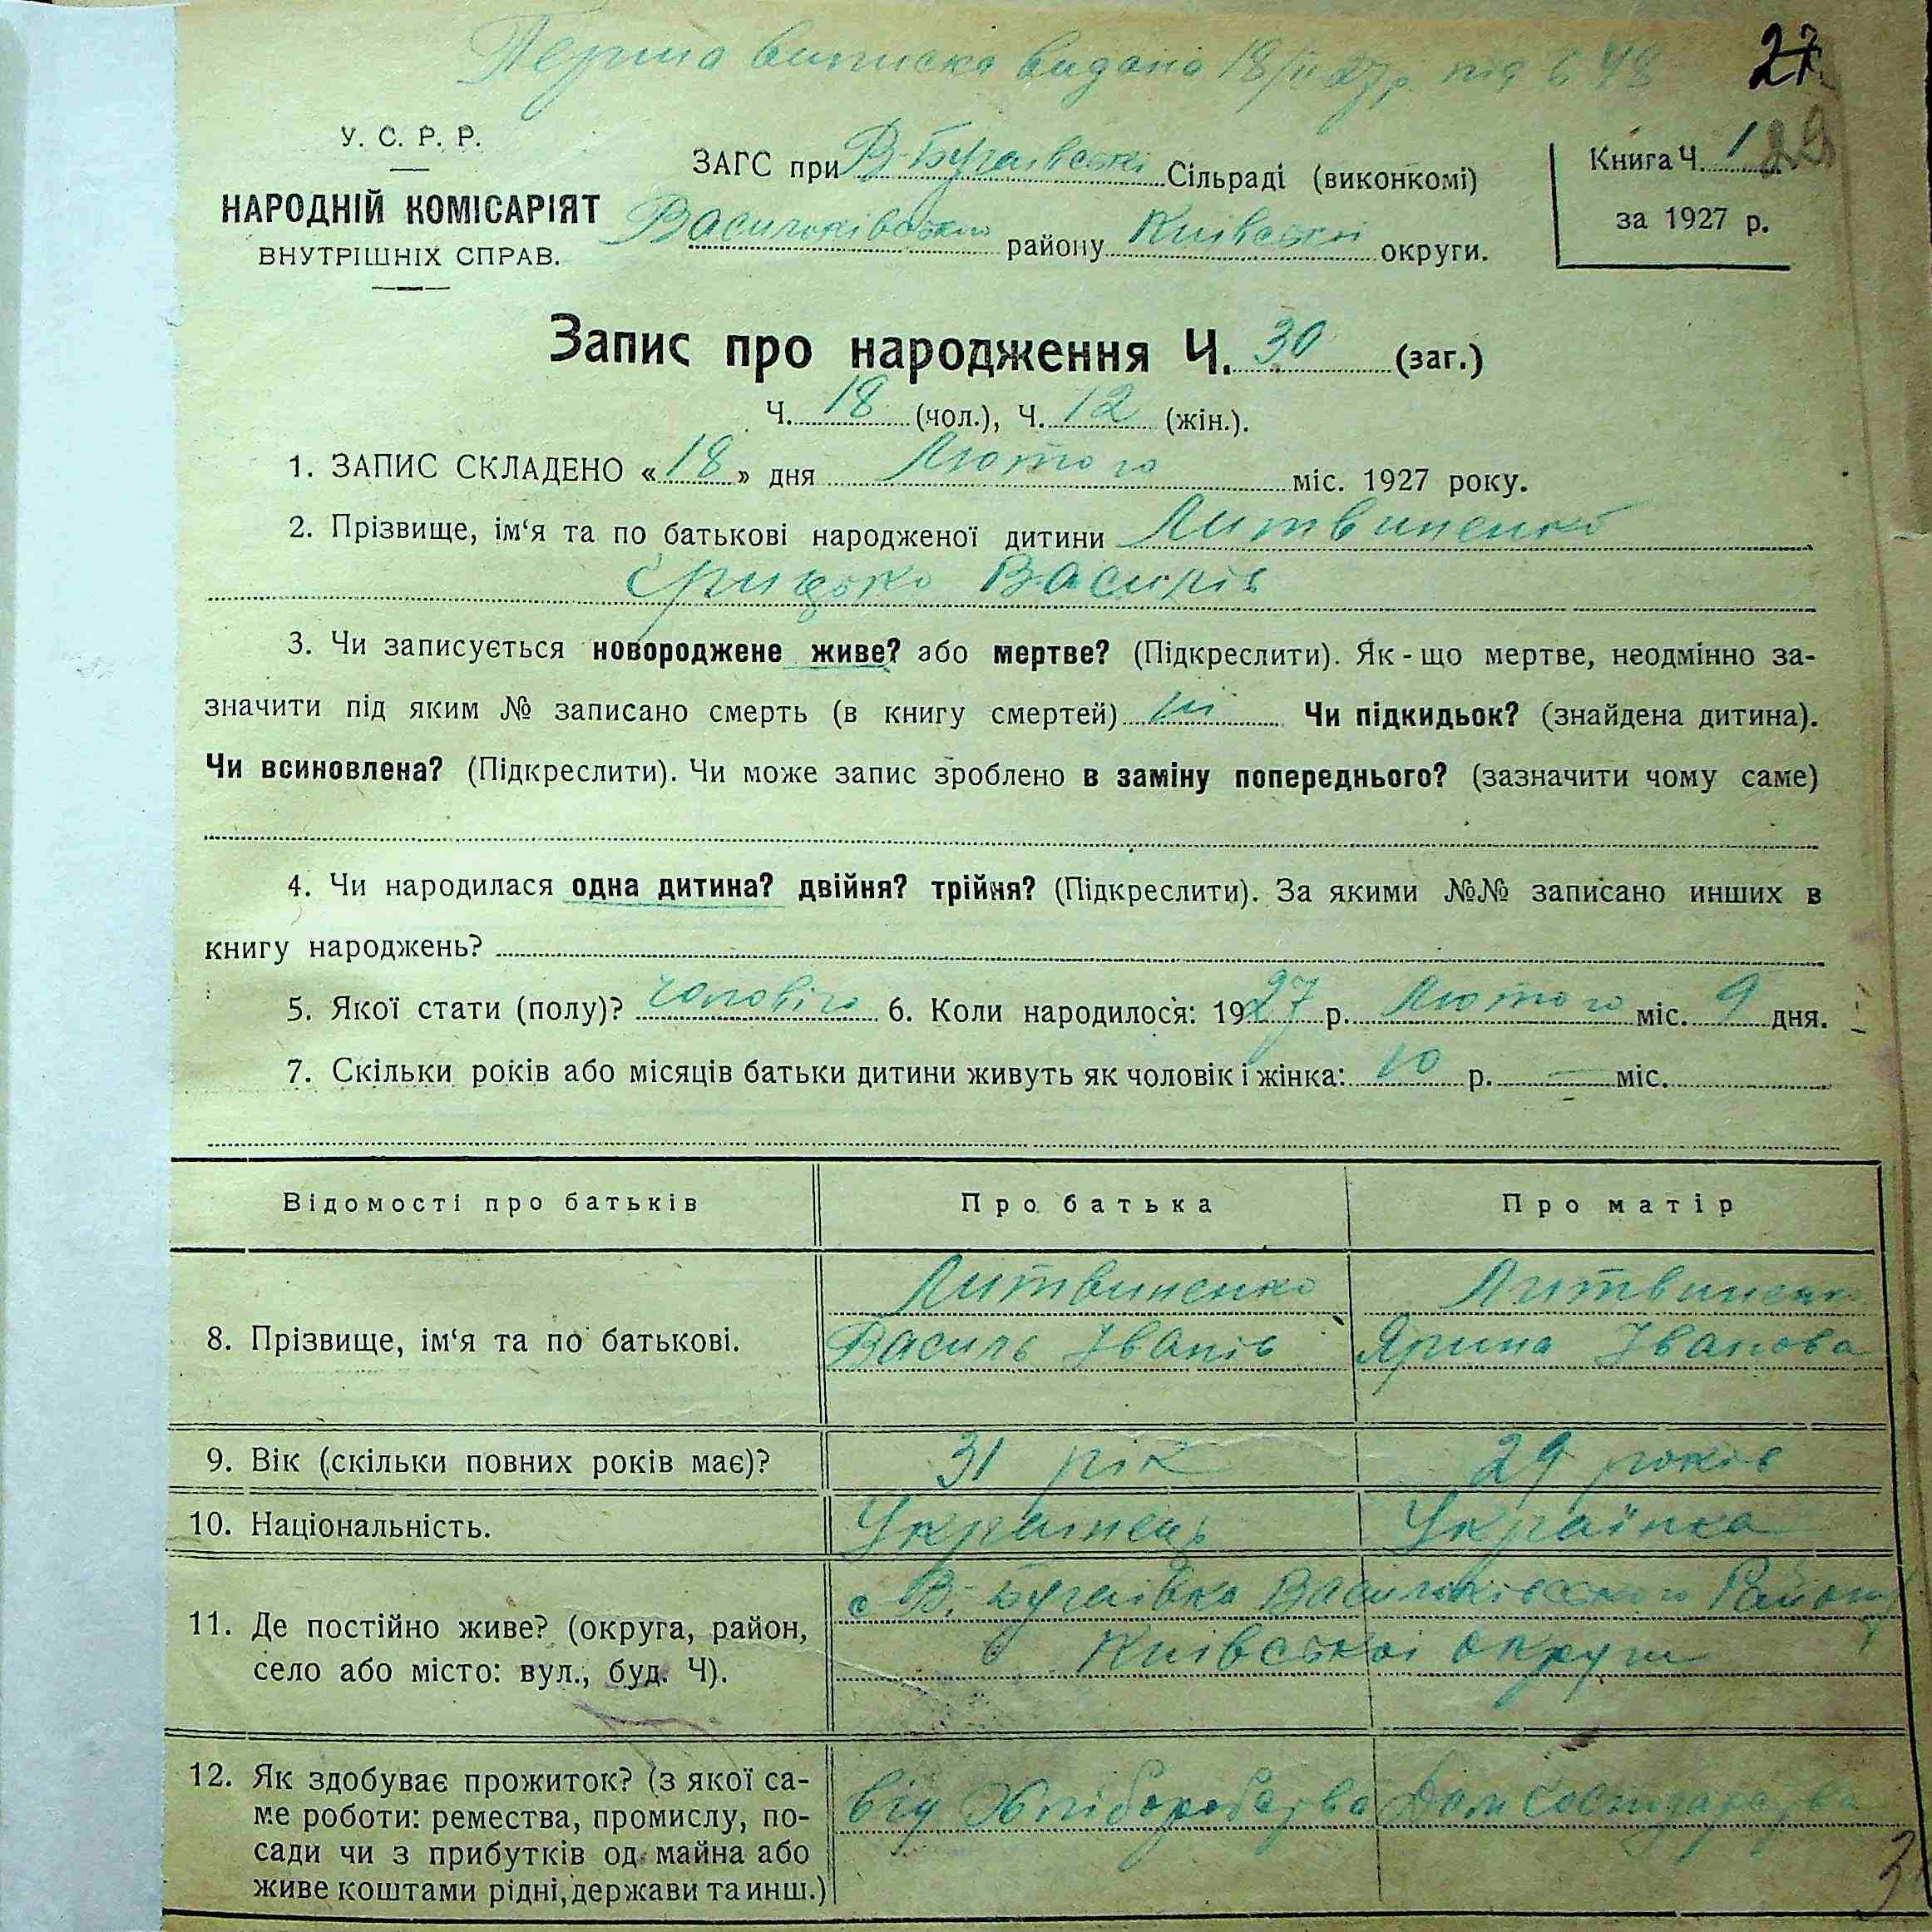 Перша виписка видана 18/II 27 р. під Ч. 48
27
29
У. С. Р. Р.
НАРОДНІЙ КОМІСАРІЯТ
ВНУТРІШНІХ СПРАВ.
ЗАГС при В-Бугаївській Сільраді (виконкомі)
Васильківського району Київської округи.
Книга Ч. 1
за 1927 р.
Запис про народження Ч. 30 (заг.)
Ч. 18 (чол.), Ч. 12 (жін.).
1. ЗАПИС СКЛАДЕНО «18» дня Лютого міс. 1927 року.
2. Прізвище, ім‘я та по батькові народженої дитини Литвиненко
Грицько Василів
3. Чи записується новороджене живе? або мертве? (Підкреслити). Як-що мертве, неодмінно за-
значити під яким № записано смерть (в книгу смертей) Чи підкидьок? (знайдена дитина).
Чи всиновлена? (Підкреслити). Чи може запис зроблено в заміну попереднього? (зазначити чому саме)
4. Чи народилася одна дитина? двійня? трійня? (Підкреслити). За якими №№ записано инших в
книгу народжень?
5. Якої стати (полу)? 6. Коли народилося: 1927 р. Лютого міс. 9 дня.
7. Скільки років або місяців батьки дитини живуть як чоловік і жінка: 10 р. — міс.
Відомості про батьків Про батька Про матір
Литвиненко Литвиненко
8. Прізвище, ім‘я та по батькові. Василь Іванів Ярина Іванова
9. Вік (скільки повних років має)? 31 рік 29 років
10. Національність. Українець Українка
с В.-Бугаївка Васильківського Району
11. Де постійно живе? (округа, район,
Київської округи
село або місто: вул., буд. Ч).
12. Як здобуває прожиток? (з якої са-
від Хліборобства Дом Господарства
ме роботи: ремества, промислу, по-
сади чи з прибутків од майна або
живе коштами рідні, держави та инш.)